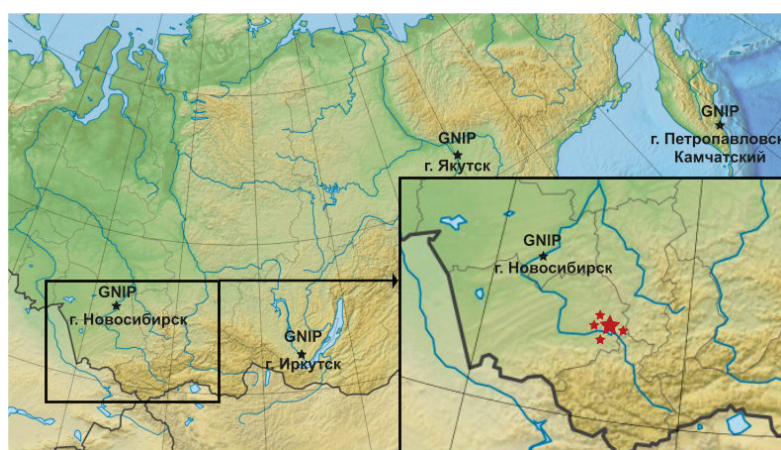 GNIP
г. Петропавловск
Камчатский
GNIP
г. Якутск
GNIP
г. Новосибирск
GNIP
г. Новосибирск
GNIP
г. Иркутск